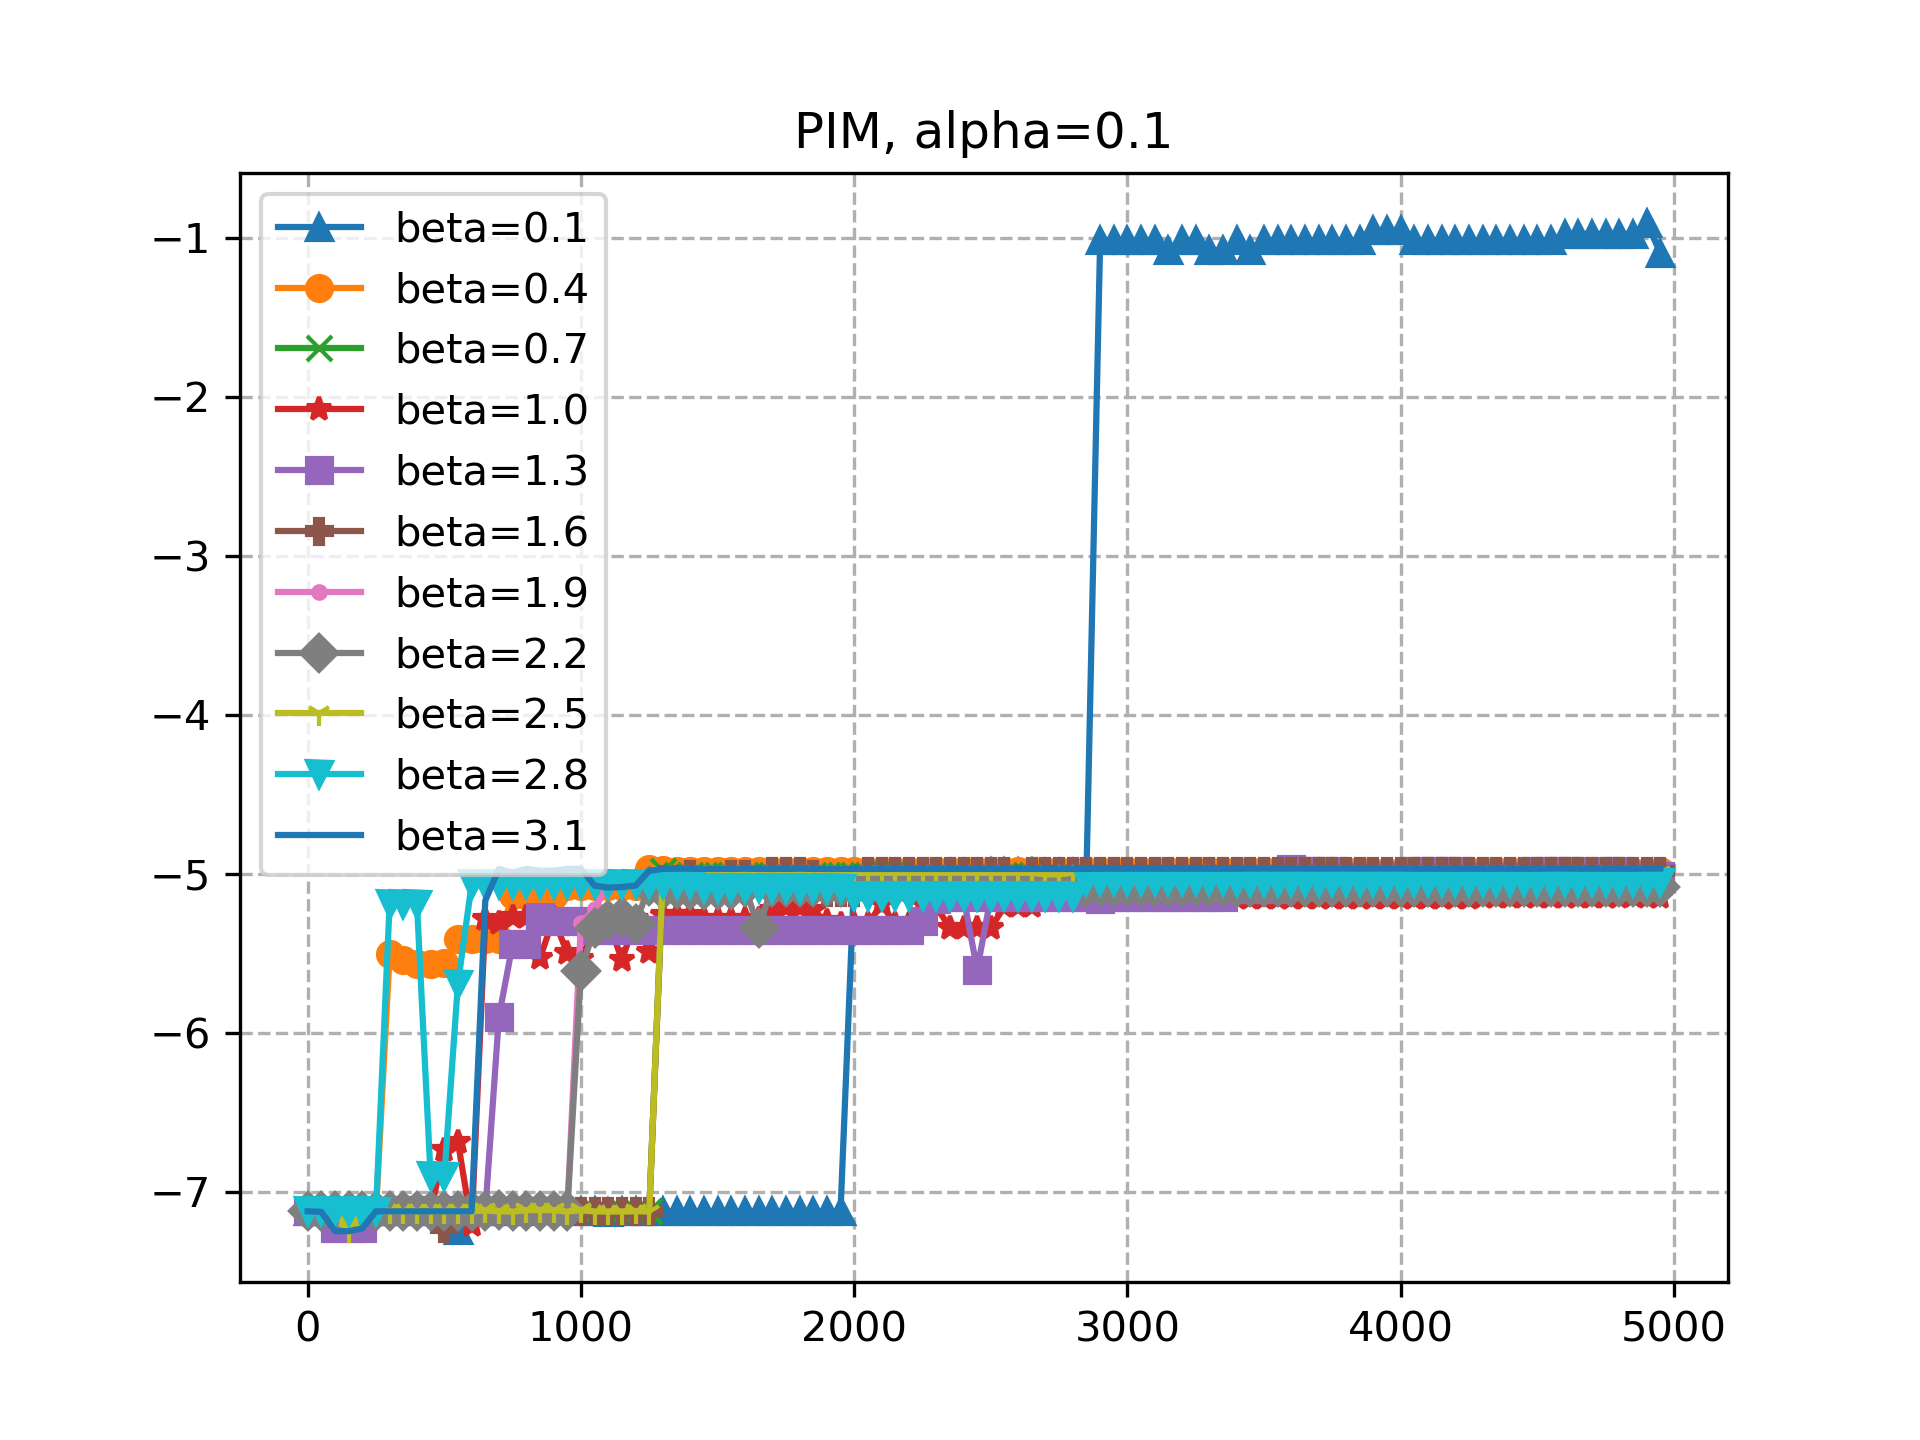 PIM, alpha=0.1
beta=0.1
beta=0.4
beta=0.7
beta=1.0
beta=1.3
beta=1.6
beta=1.9
beta=2.2
beta=2.5
beta=2.8
beta=3.1
−1
−2
−3
−4
−5
−6
−7
0 1000 2000 3000 4000 5000